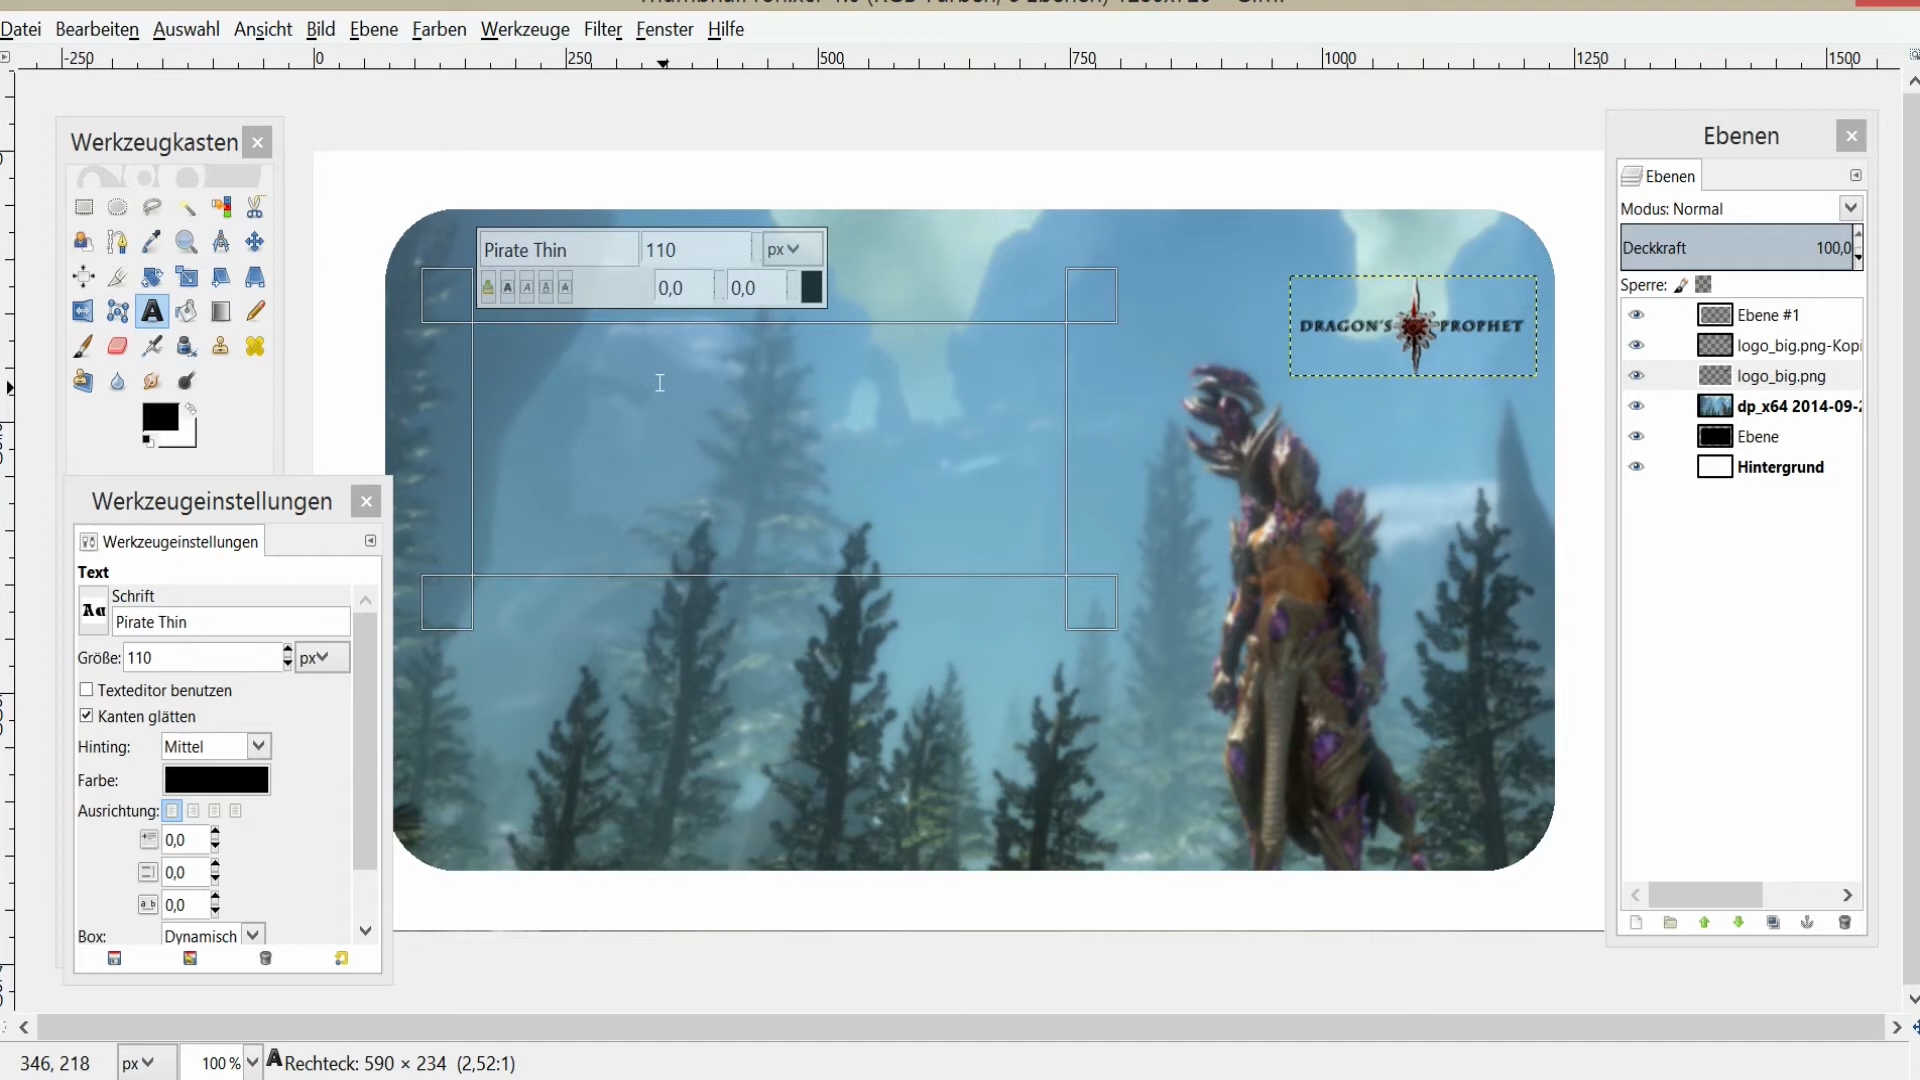 Datei Bearbeiten Auswahl Ansicht Bild Ebene Farben Werkzeuge Filter Fenster Hilfe
-250 0 250 500 750 1000 1250 1500
Werkzeugkasten
Pirate Thin 110 px
0,0 0,0
DRAGON'S PROPHET
Werkzeugeinstellungen
Werkzeugeinstellungen
Text
Schrift
Aa Pirate Thin
Größe: 110 px
Texteditor benutzen
Kanten glätten
Hinting: Mittel
Farbe:
Ausrichtung:
0,0
0,0
0,0
Box: Dynamisch
Ebenen
Ebenen
Modus: Normal
Deckkraft 100,0
Sperre:
Ebene #1
logo_big.png-Kopi
logo_big.png
dp_x64 2014-09-2
Ebene
Hintergrund
346, 218 px 100 % Rechteck: 590 × 234 (2,52:1)